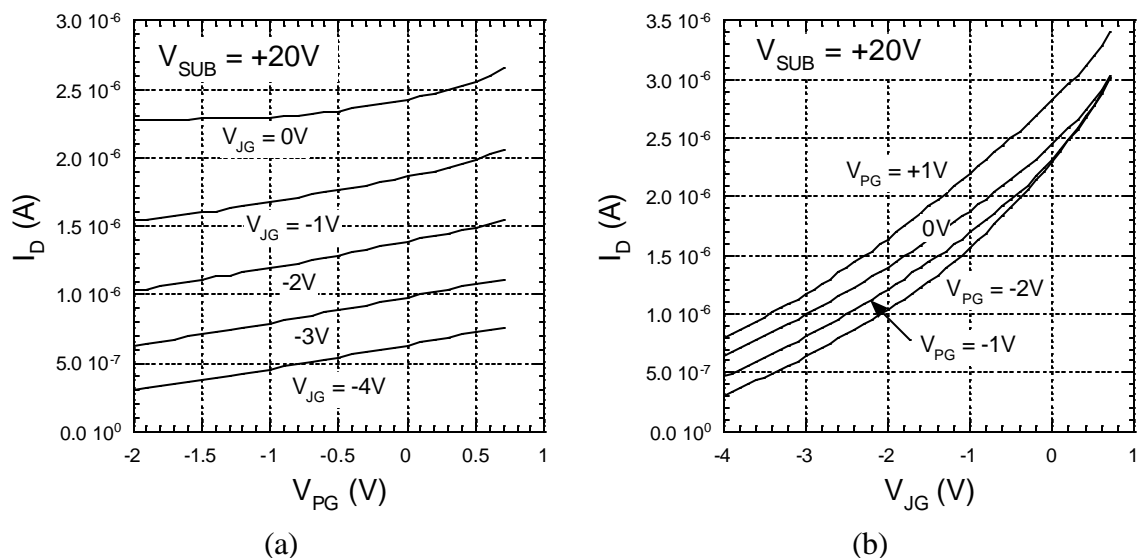 3.0 10⁻⁶
2.5 10⁻⁶
2.0 10⁻⁶
1.5 10⁻⁶
1.0 10⁻⁶
5.0 10⁻⁷
0.0 10⁰
I_D (A)
V_SUB = +20V
V_JG = 0V
V_JG = -1V
-2V
-3V
V_JG = -4V
-2 -1.5 -1 -0.5 0 0.5 1
V_PG (V)
(a)
3.5 10⁻⁶
3.0 10⁻⁶
2.5 10⁻⁶
2.0 10⁻⁶
1.5 10⁻⁶
1.0 10⁻⁶
5.0 10⁻⁷
0.0 10⁰
I_D (A)
V_SUB = +20V
V_PG = +1V
0V
V_PG = -2V
V_PG = -1V
-4 -3 -2 -1 0 1
V_JG (V)
(b)